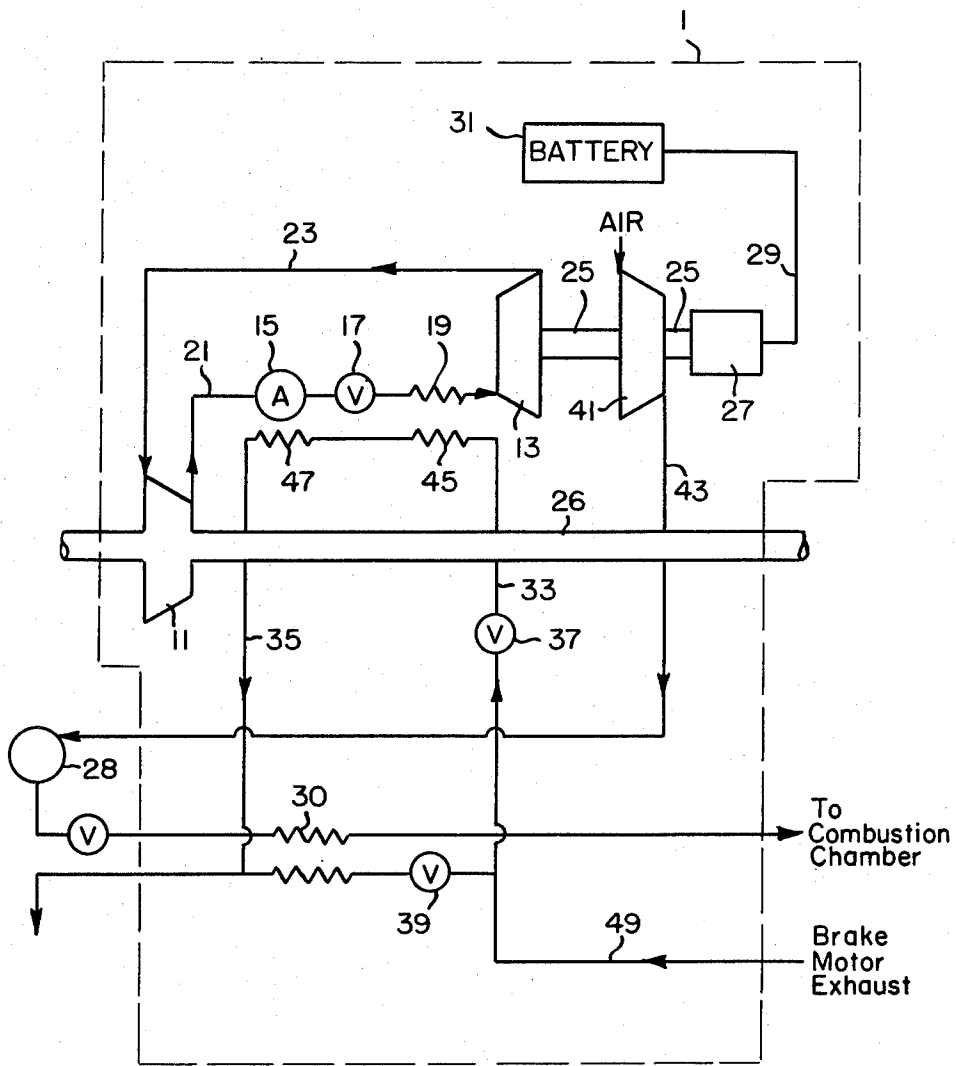 1
31
BATTERY
AIR
23
29
25
25
15
17
19
21
A
V
13
41
27
47
45
43
26
33
11
35
V
37
28
30
V
To
Combustion
Chamber
V
39
49
Brake
Motor
Exhaust